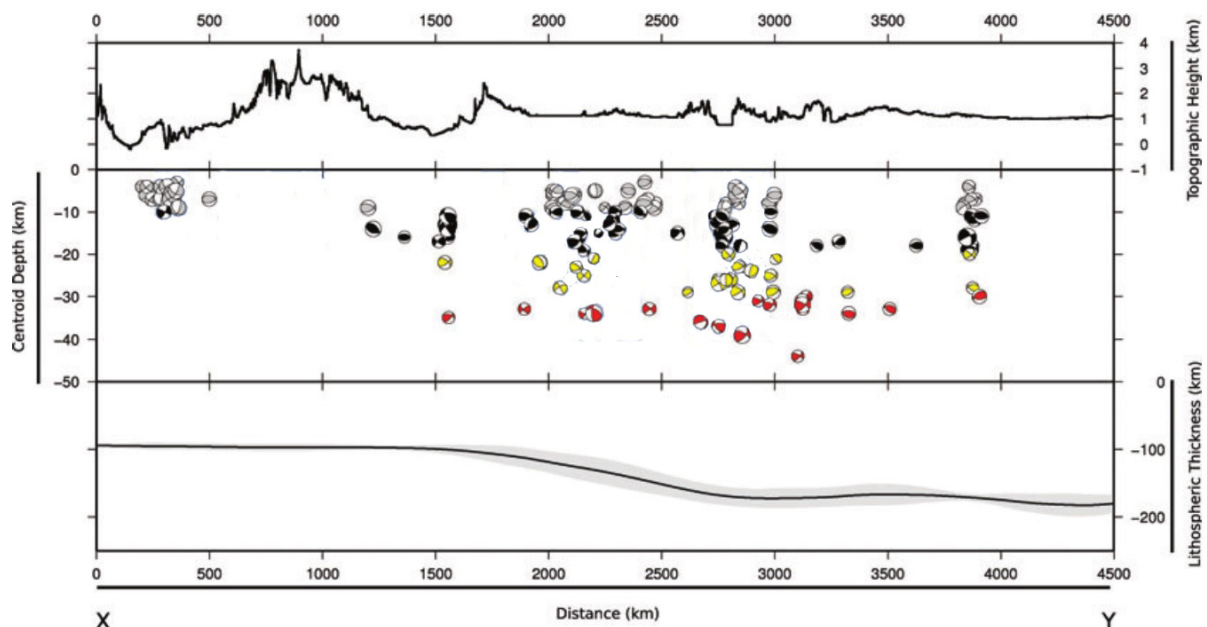 0 500 1000 1500 2000 2500 3000 3500 4000 4500
4
3
2
1
0
−1
Topographic Height (km)
0
−10
−20
−30
−40
−50
Centroid Depth (km)
0
−100
−200
Lithospheric Thickness (km)
0 500 1000 1500 2000 2500 3000 3500 4000 4500
X Distance (km) Y